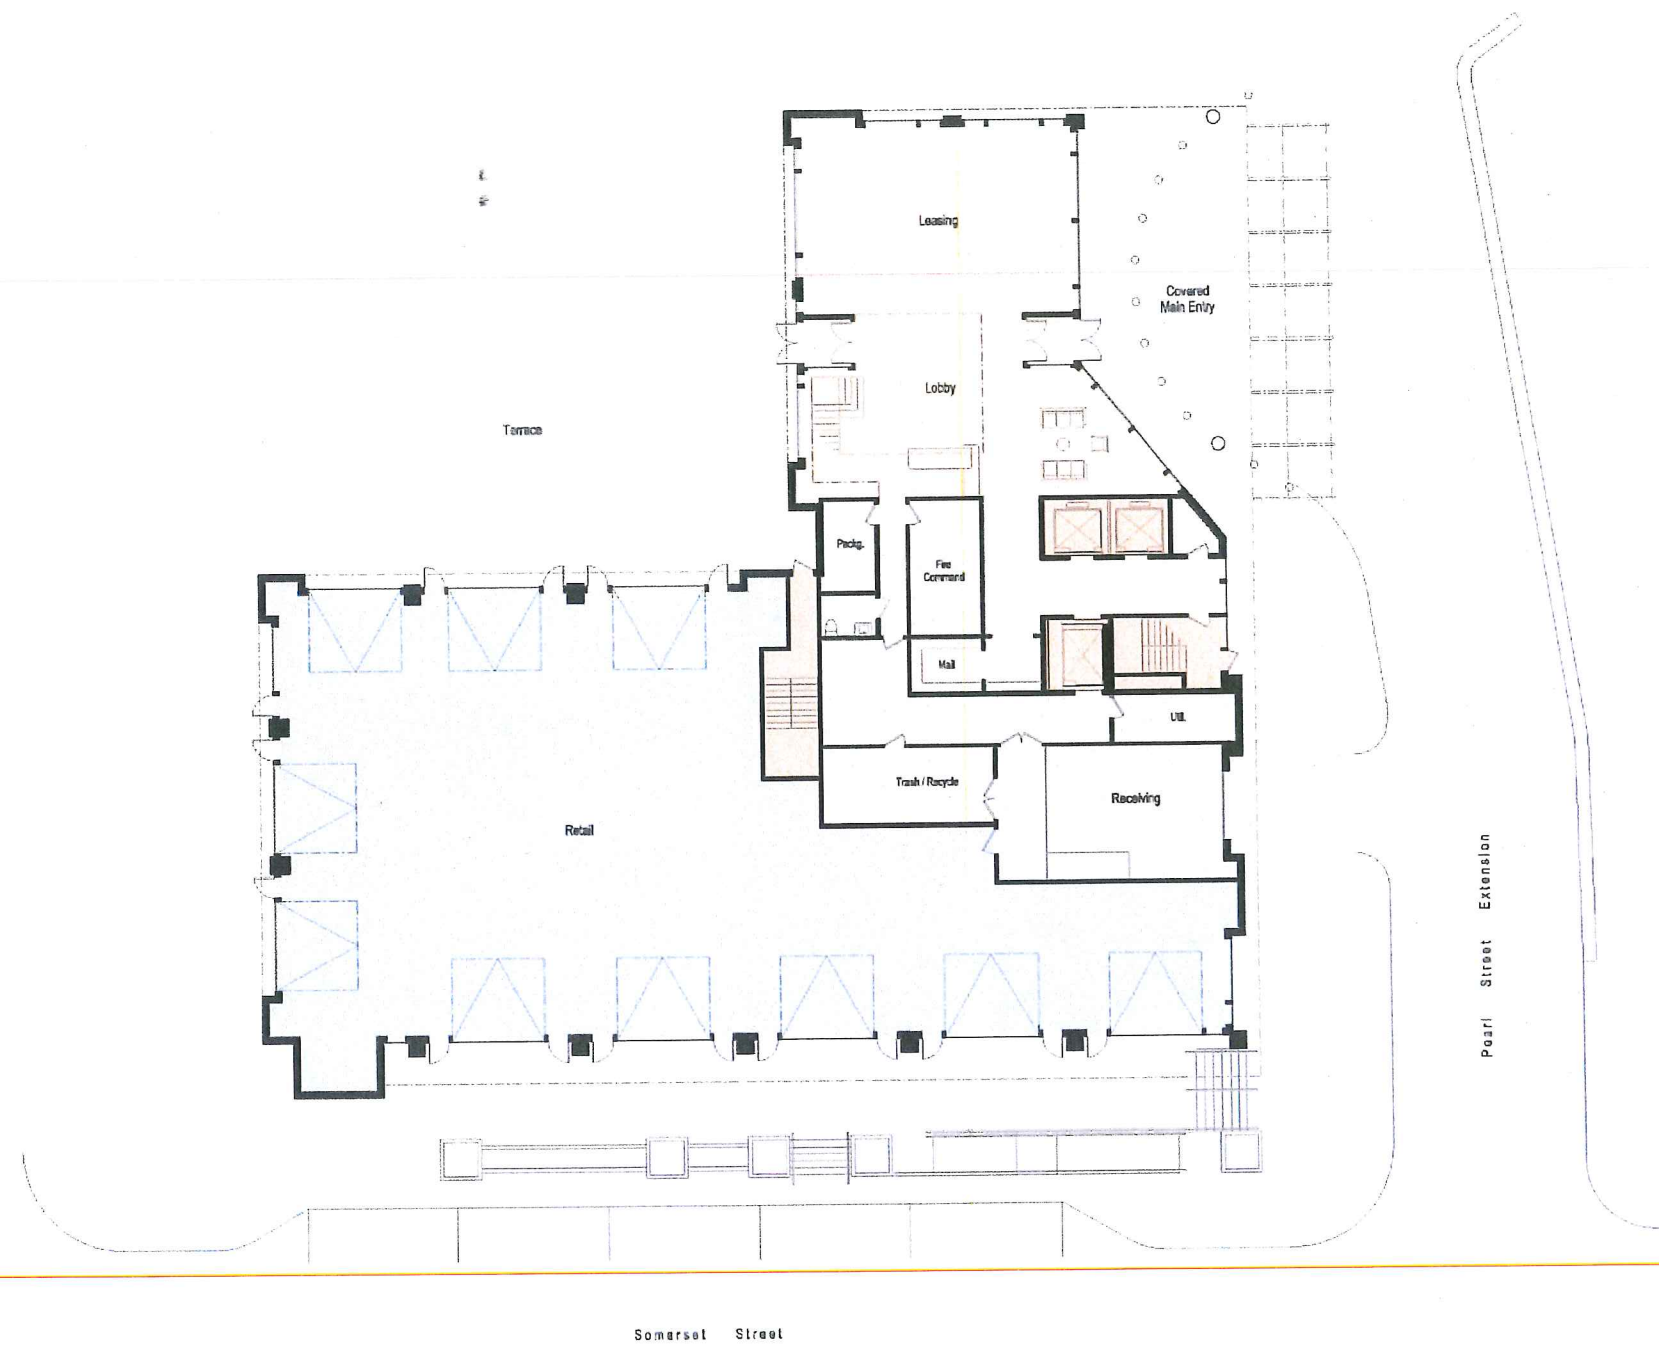 Leasing
Covered
Main Entry
Lobby
Terrace
Packg.
Fire
Command
Mail
Util.
Trash / Recycle
Receiving
Retail
Pearl Street Extension
Somerset Street